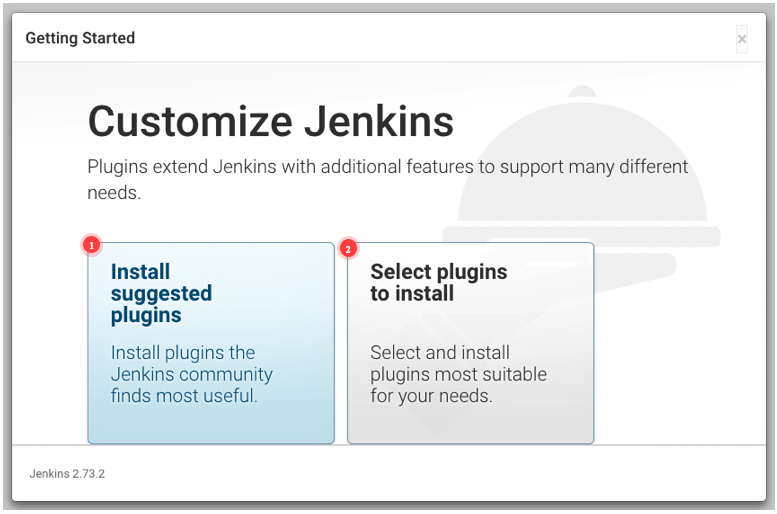 Getting Started
×
Customize Jenkins
Plugins extend Jenkins with additional features to support many different
needs.
1
Install
suggested
plugins
Install plugins the
Jenkins community
finds most useful.
2
Select plugins
to install
Select and install
plugins most suitable
for your needs.
Jenkins 2.73.2